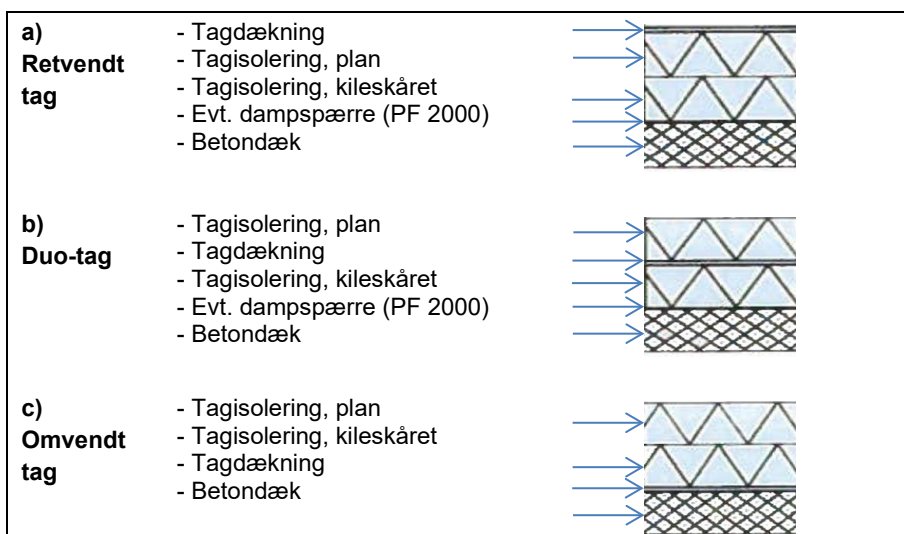 a)
Retvendt
tag
- Tagdækning
- Tagisolering, plan
- Tagisolering, kileskåret
- Evt. dampspærre (PF 2000)
- Betondæk
b)
Duo-tag
- Tagisolering, plan
- Tagdækning
- Tagisolering, kileskåret
- Evt. dampspærre (PF 2000)
- Betondæk
c)
Omvendt
tag
- Tagisolering, plan
- Tagisolering, kileskåret
- Tagdækning
- Betondæk